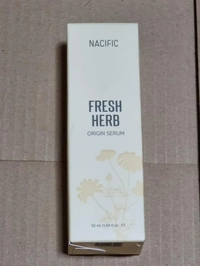 NACIFIC
FRESH
HERB
ORIGIN SERUM